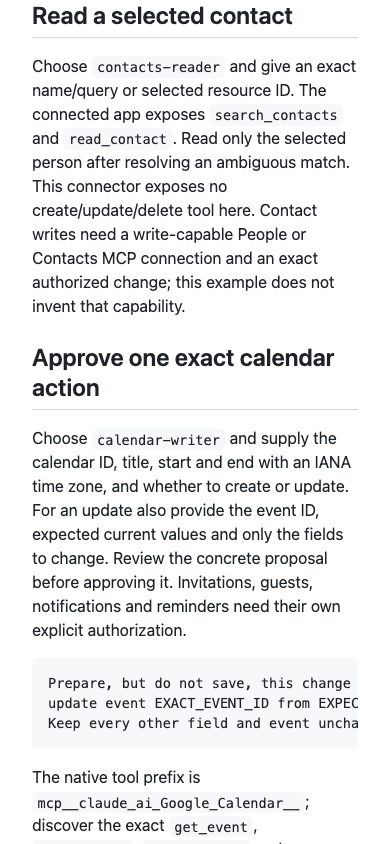 Read a selected contact
Choose contacts-reader and give an exact
name/query or selected resource ID. The
connected app exposes search_contacts
and read_contact. Read only the selected
person after resolving an ambiguous match.
This connector exposes no
create/update/delete tool here. Contact
writes need a write-capable People or
Contacts MCP connection and an exact
authorized change; this example does not
invent that capability.
Approve one exact calendar
action
Choose calendar-writer and supply the
calendar ID, title, start and end with an IANA
time zone, and whether to create or update.
For an update also provide the event ID,
expected current values and only the fields
to change. Review the concrete proposal
before approving it. Invitations, guests,
notifications and reminders need their own
explicit authorization.
Prepare, but do not save, this change
update event EXACT_EVENT_ID from EXPEC
Keep every other field and event uncha
The native tool prefix is
mcp__claude_ai_Google_Calendar__;
discover the exact get_event,